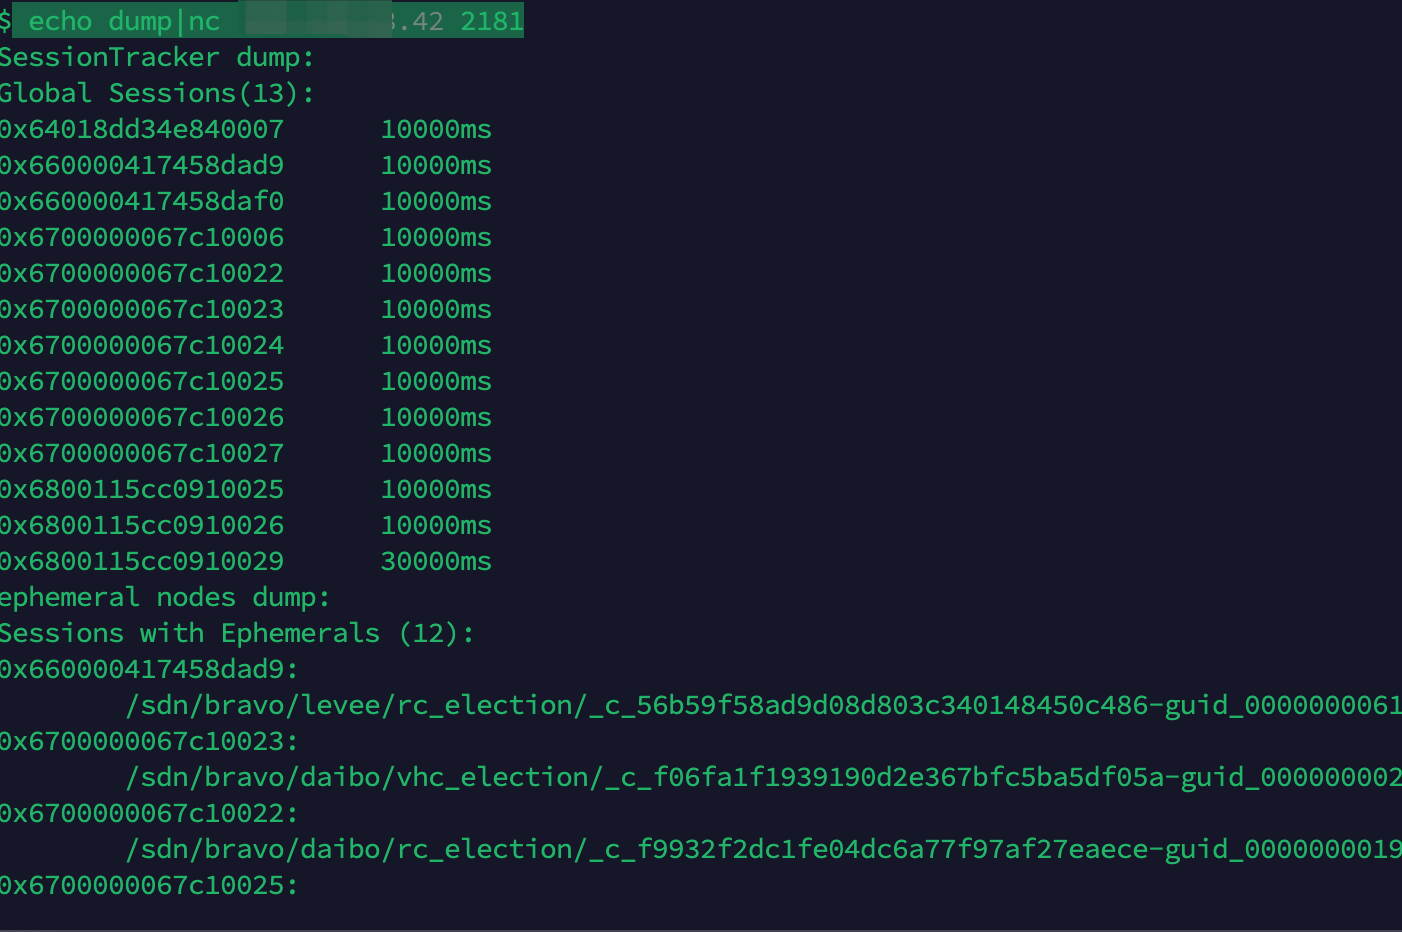 $ echo dump|nc .42 2181
SessionTracker dump:
Global Sessions(13):
0x64018dd34e840007 10000ms
0x660000417458dad9 10000ms
0x660000417458daf0 10000ms
0x6700000067c10006 10000ms
0x6700000067c10022 10000ms
0x6700000067c10023 10000ms
0x6700000067c10024 10000ms
0x6700000067c10025 10000ms
0x6700000067c10026 10000ms
0x6700000067c10027 10000ms
0x6800115cc0910025 10000ms
0x6800115cc0910026 10000ms
0x6800115cc0910029 30000ms
ephemeral nodes dump:
Sessions with Ephemerals (12):
0x660000417458dad9:
/sdn/bravo/levee/rc_election/_c_56b59f58ad9d08d803c340148450c486-guid_0000000061
0x6700000067c10023:
/sdn/bravo/daibo/vhc_election/_c_f06fa1f1939190d2e367bfc5ba5df05a-guid_000000002
0x6700000067c10022:
/sdn/bravo/daibo/rc_election/_c_f9932f2dc1fe04dc6a77f97af27eaece-guid_0000000019
0x6700000067c10025: